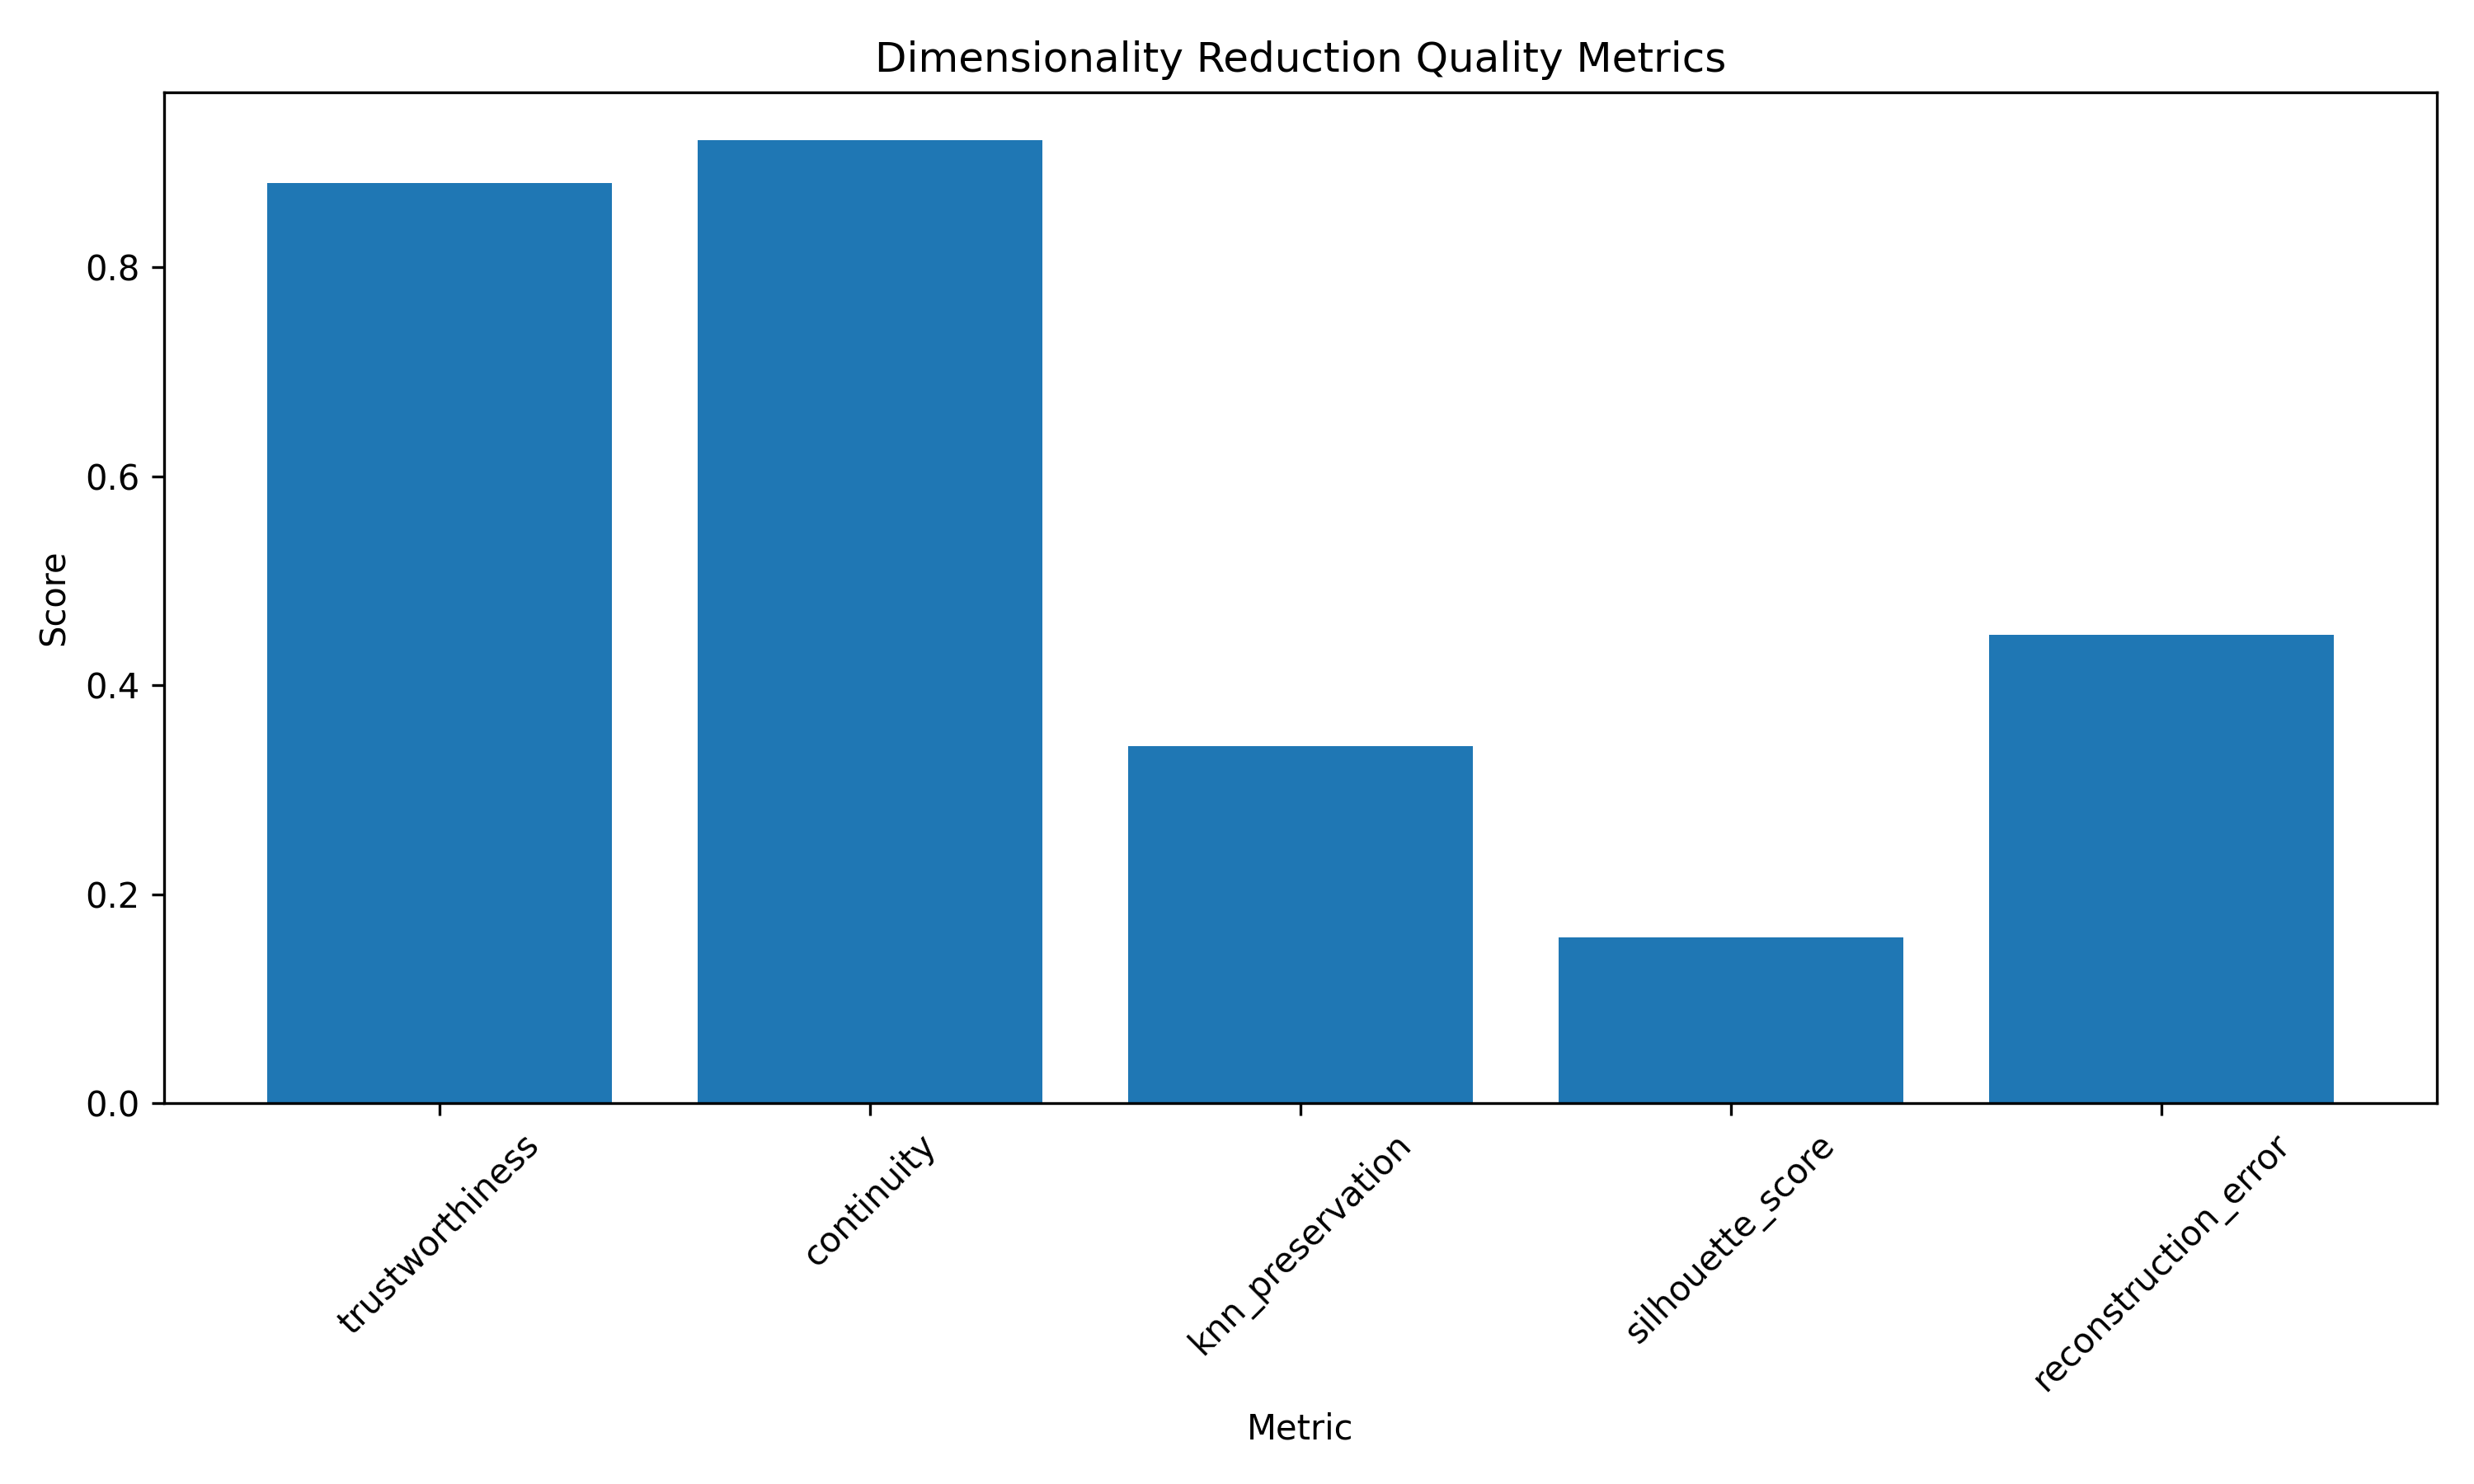 Dimensionality Reduction Quality Metrics
Score
0.8
0.6
0.4
0.2
0.0
trustworthiness
continuity
knn_preservation
silhouette_score
reconstruction_error
Metric